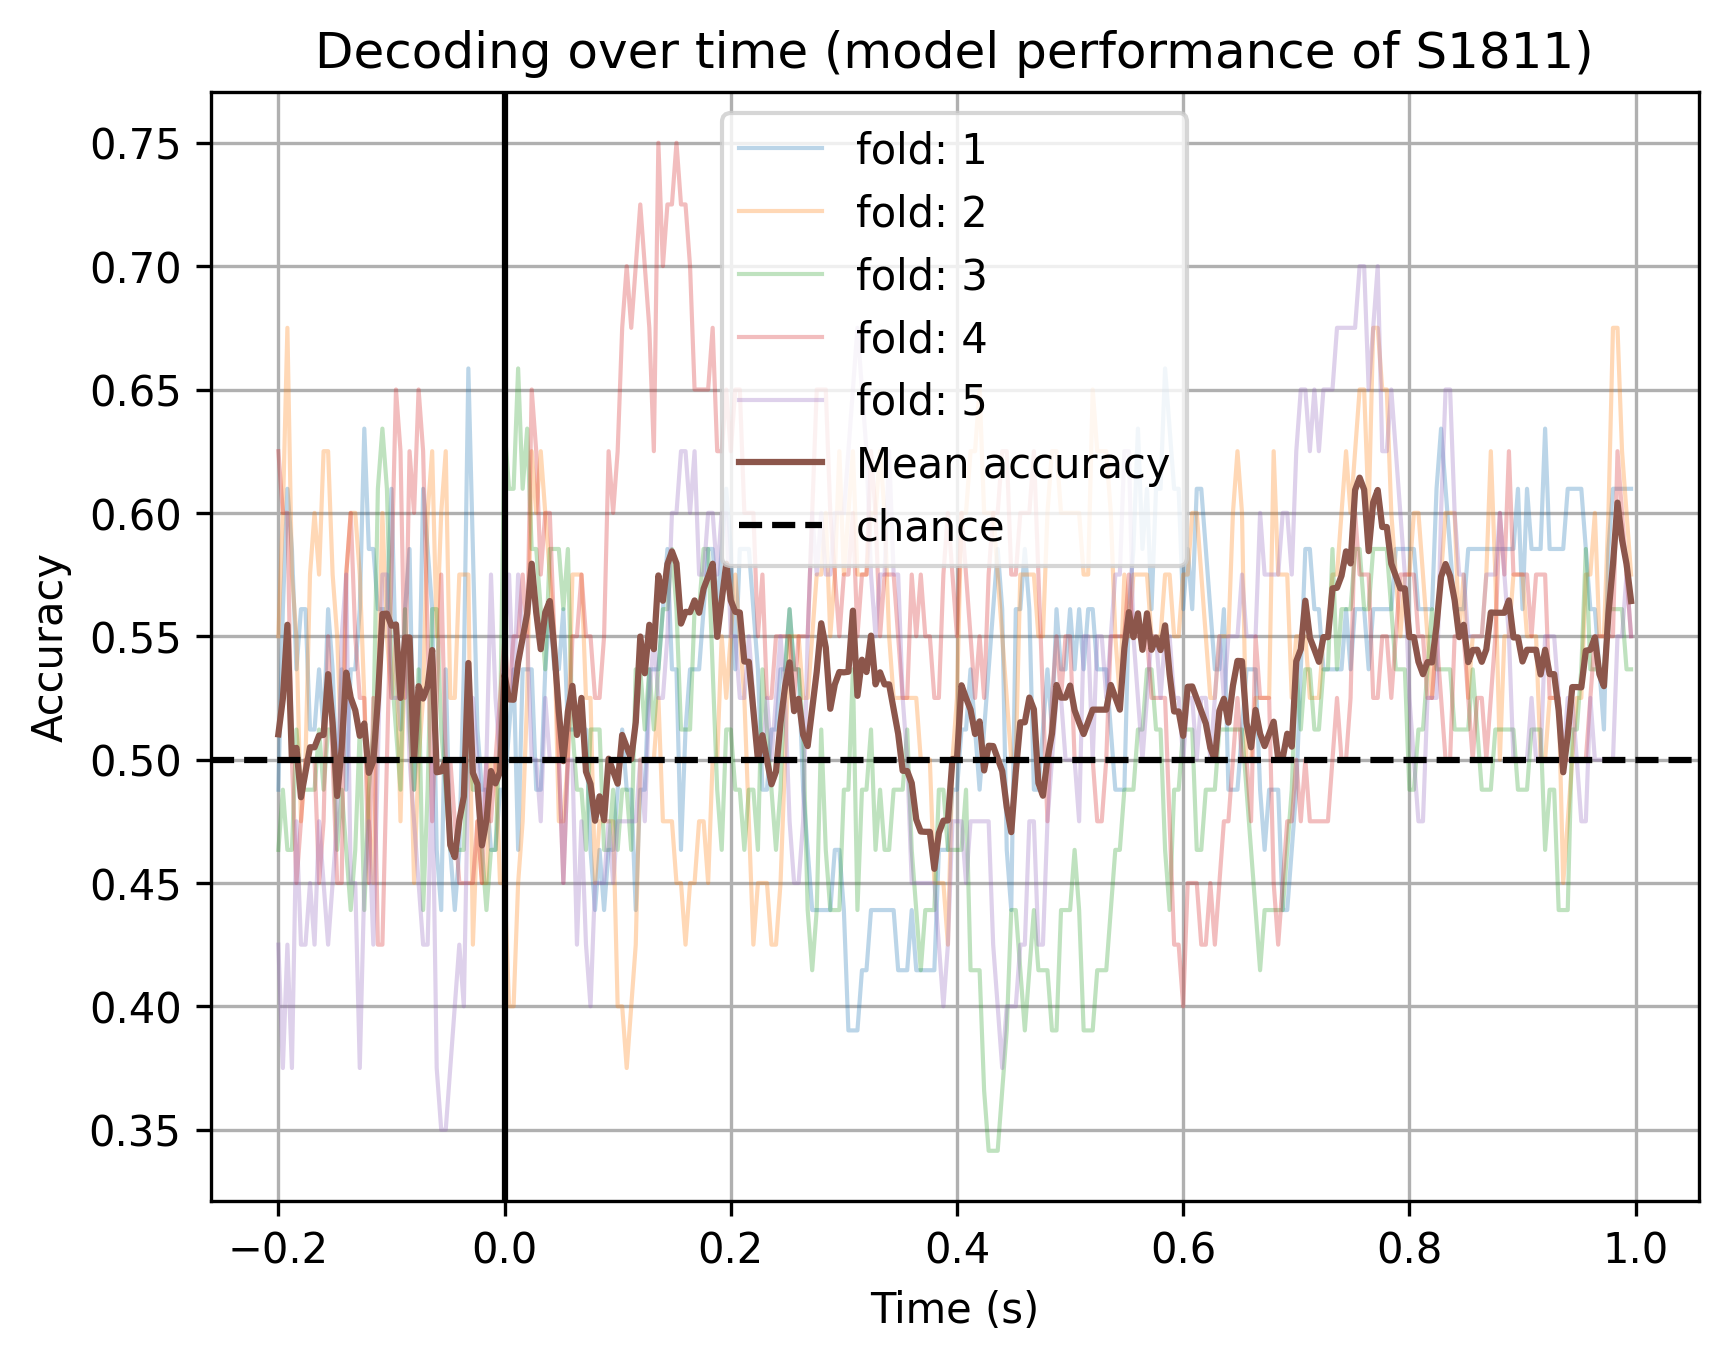 Decoding over time (model performance of S1811)
0.75
0.70
0.65
0.60
0.55
0.50
0.45
0.40
0.35
Accuracy
fold: 1
fold: 2
fold: 3
fold: 4
fold: 5
Mean accuracy
chance
−0.2 0.0 0.2 0.4 0.6 0.8 1.0
Time (s)